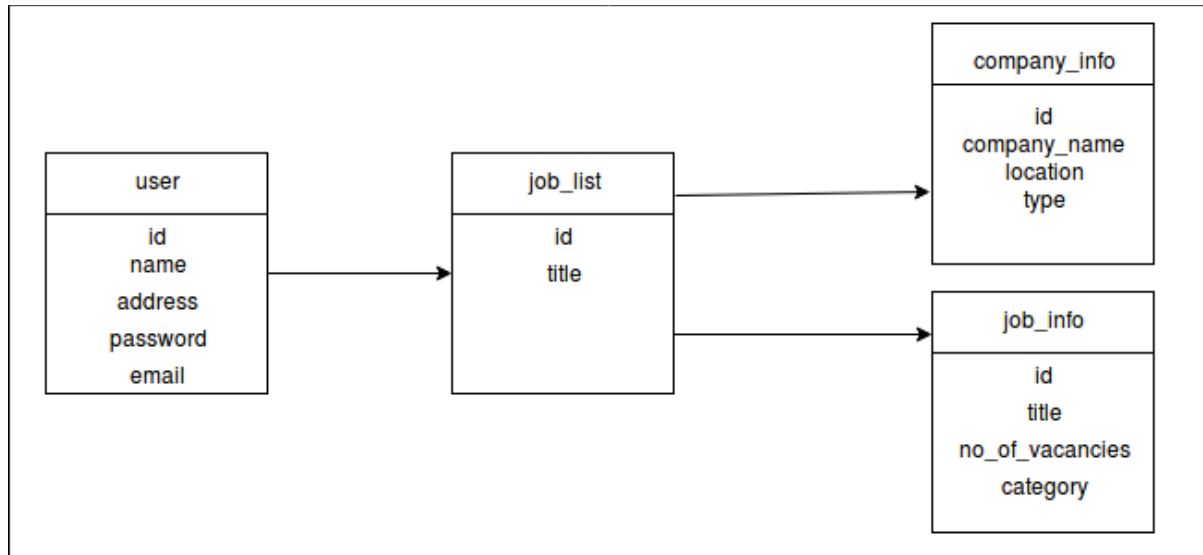 user
id
name
address
password
email
job_list
id
title
company_info
id
company_name
location
type
job_info
id
title
no_of_vacancies
category